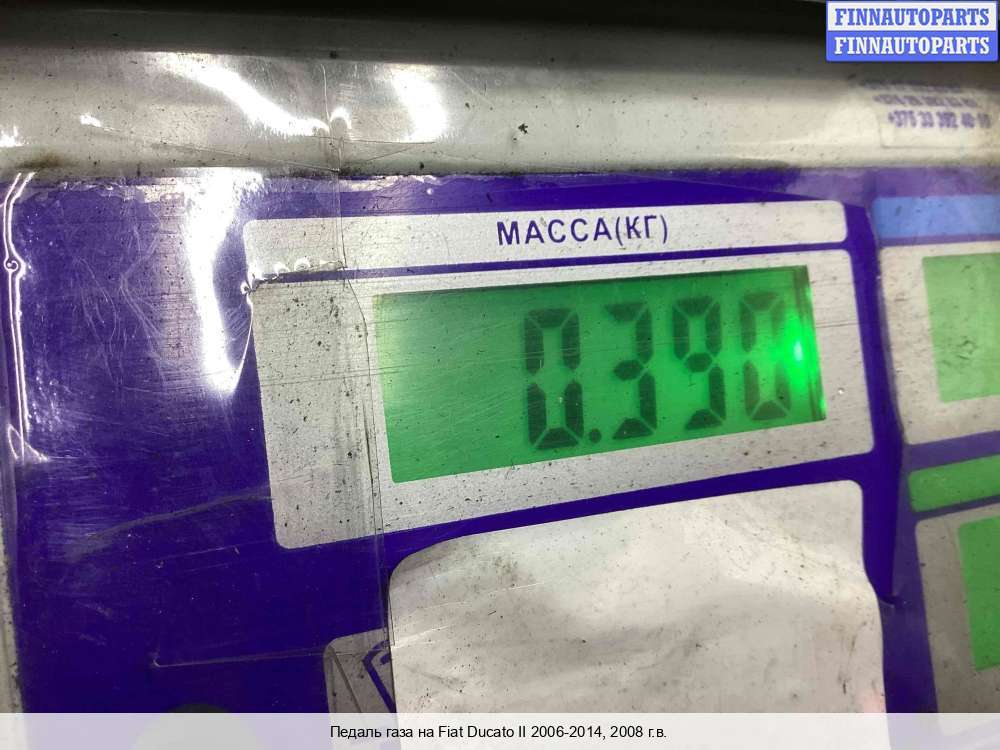 FINNAUTOPARTS
FINNAUTOPARTS
МАССА(КГ)
0.390
Педаль газа на Fiat Ducato II 2006-2014, 2008 г.в.